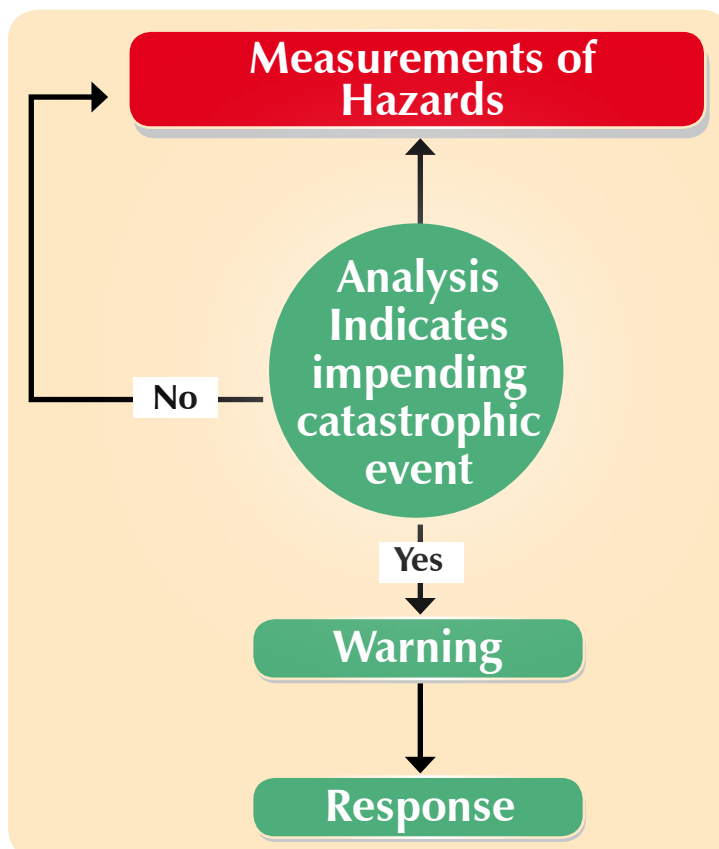 Measurements of
Hazards
Analysis
Indicates
impending
catastrophic
event
No
Yes
Warning
Response